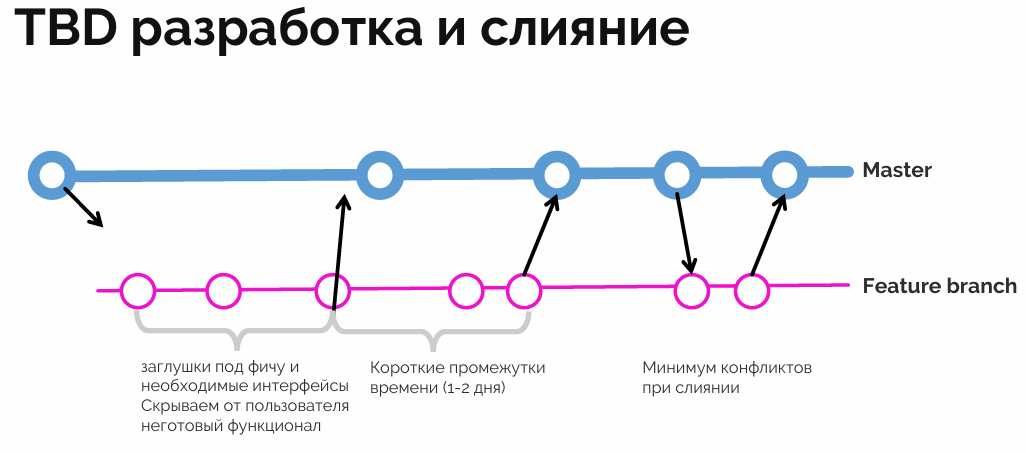 TBD разработка и слияние
Master
Feature branch
заглушки под фичу и
необходимые интерфейсы
Скрываем от пользователя
неготовый функционал
Короткие промежутки
времени (1-2 дня)
Минимум конфликтов
при слиянии